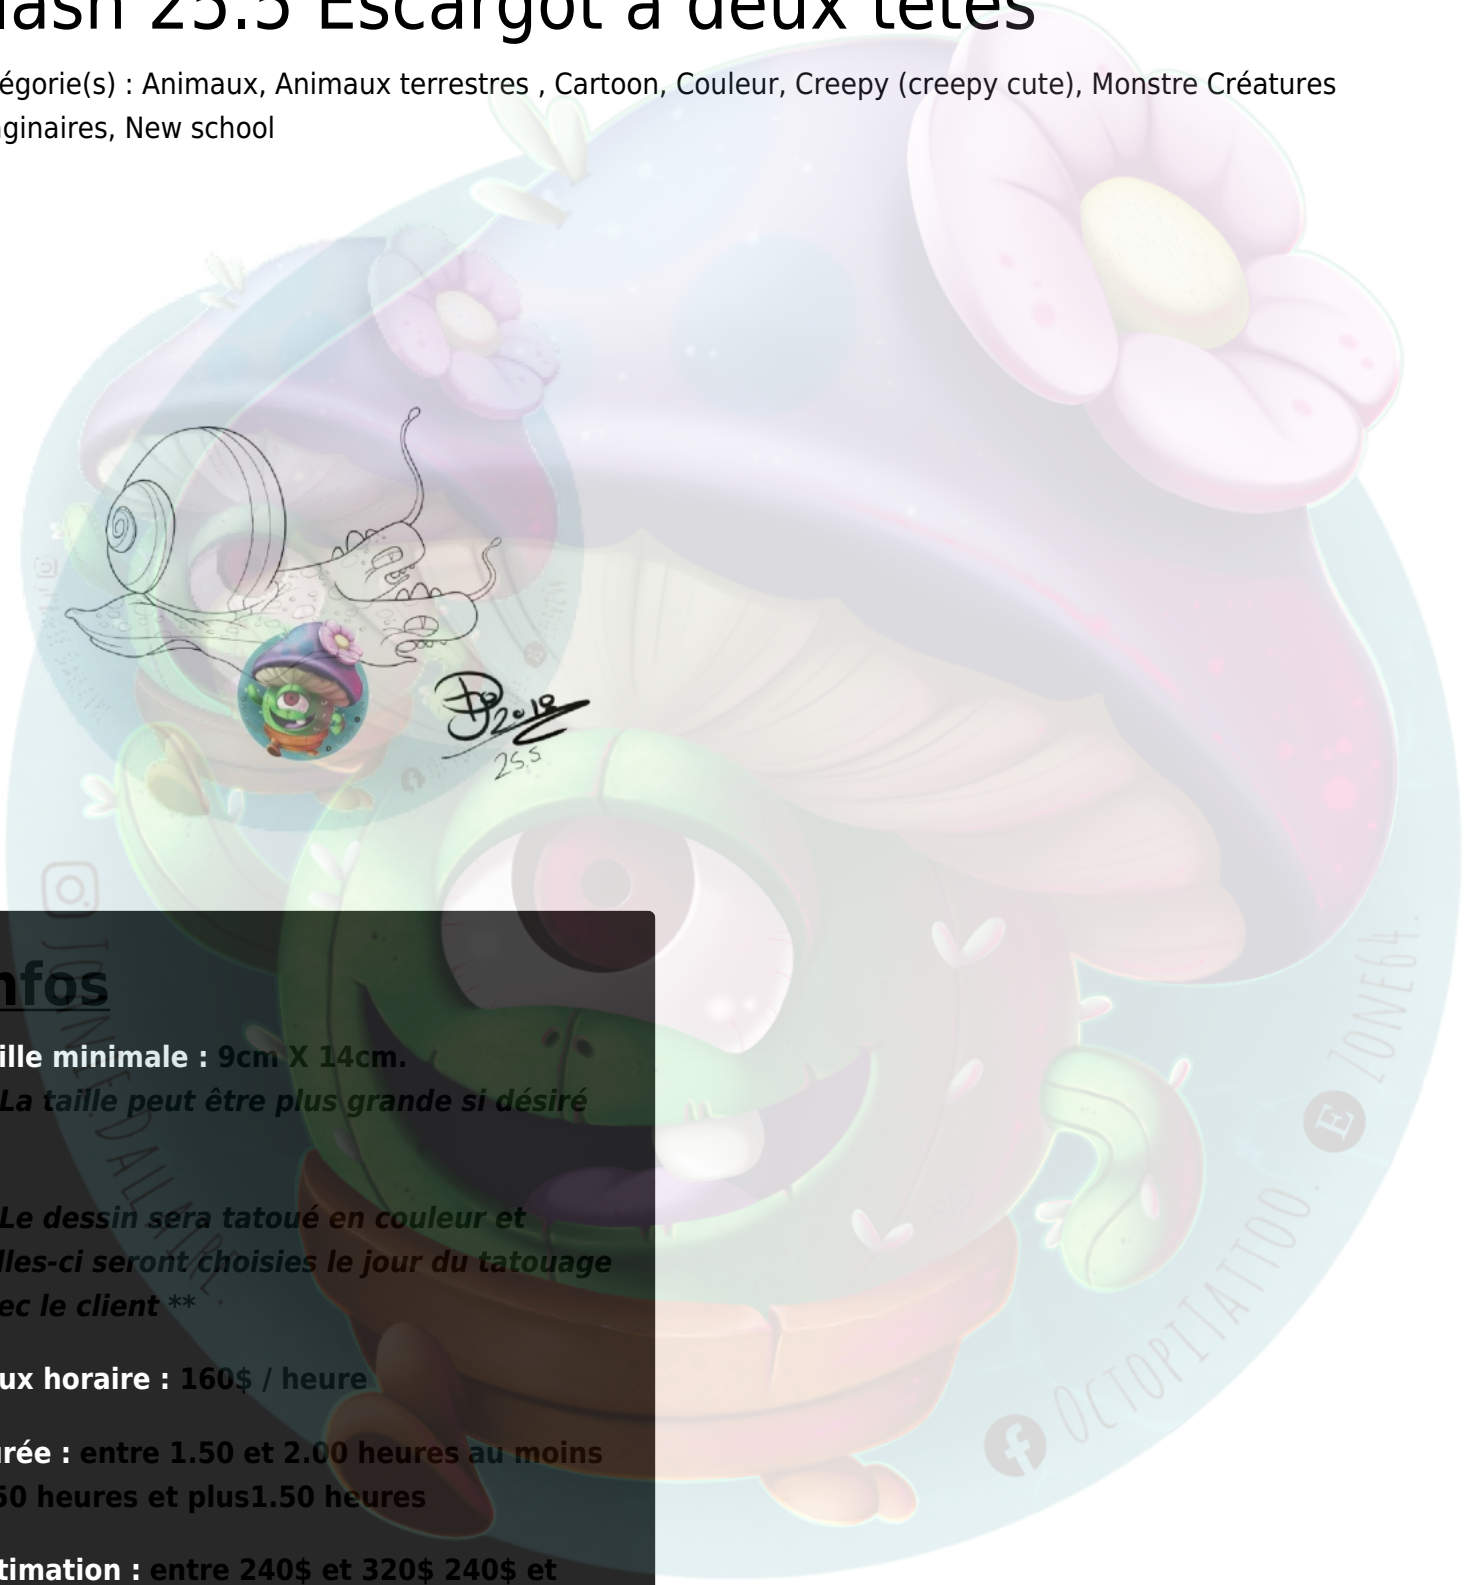 lash 25.5 Escargot à deux têtes
égorie(s) : Animaux, Animaux terrestres , Cartoon, Couleur, Creepy (creepy cute), Monstre Créatures
aginaires, New school
2018
25.5
nfos
ille minimale : 9cm X 14cm.
La taille peut être plus grande si désiré
Le dessin sera tatoué en couleur et
lles-ci seront choisies le jour du tatouage
ec le client **
ux horaire : 160$ / heure
rée : entre 1.50 et 2.00 heures au moins
50 heures et plus1.50 heures
timation : entre 240$ et 320$ 240$ et
OCTOPITATTOO.
E ZONE64.